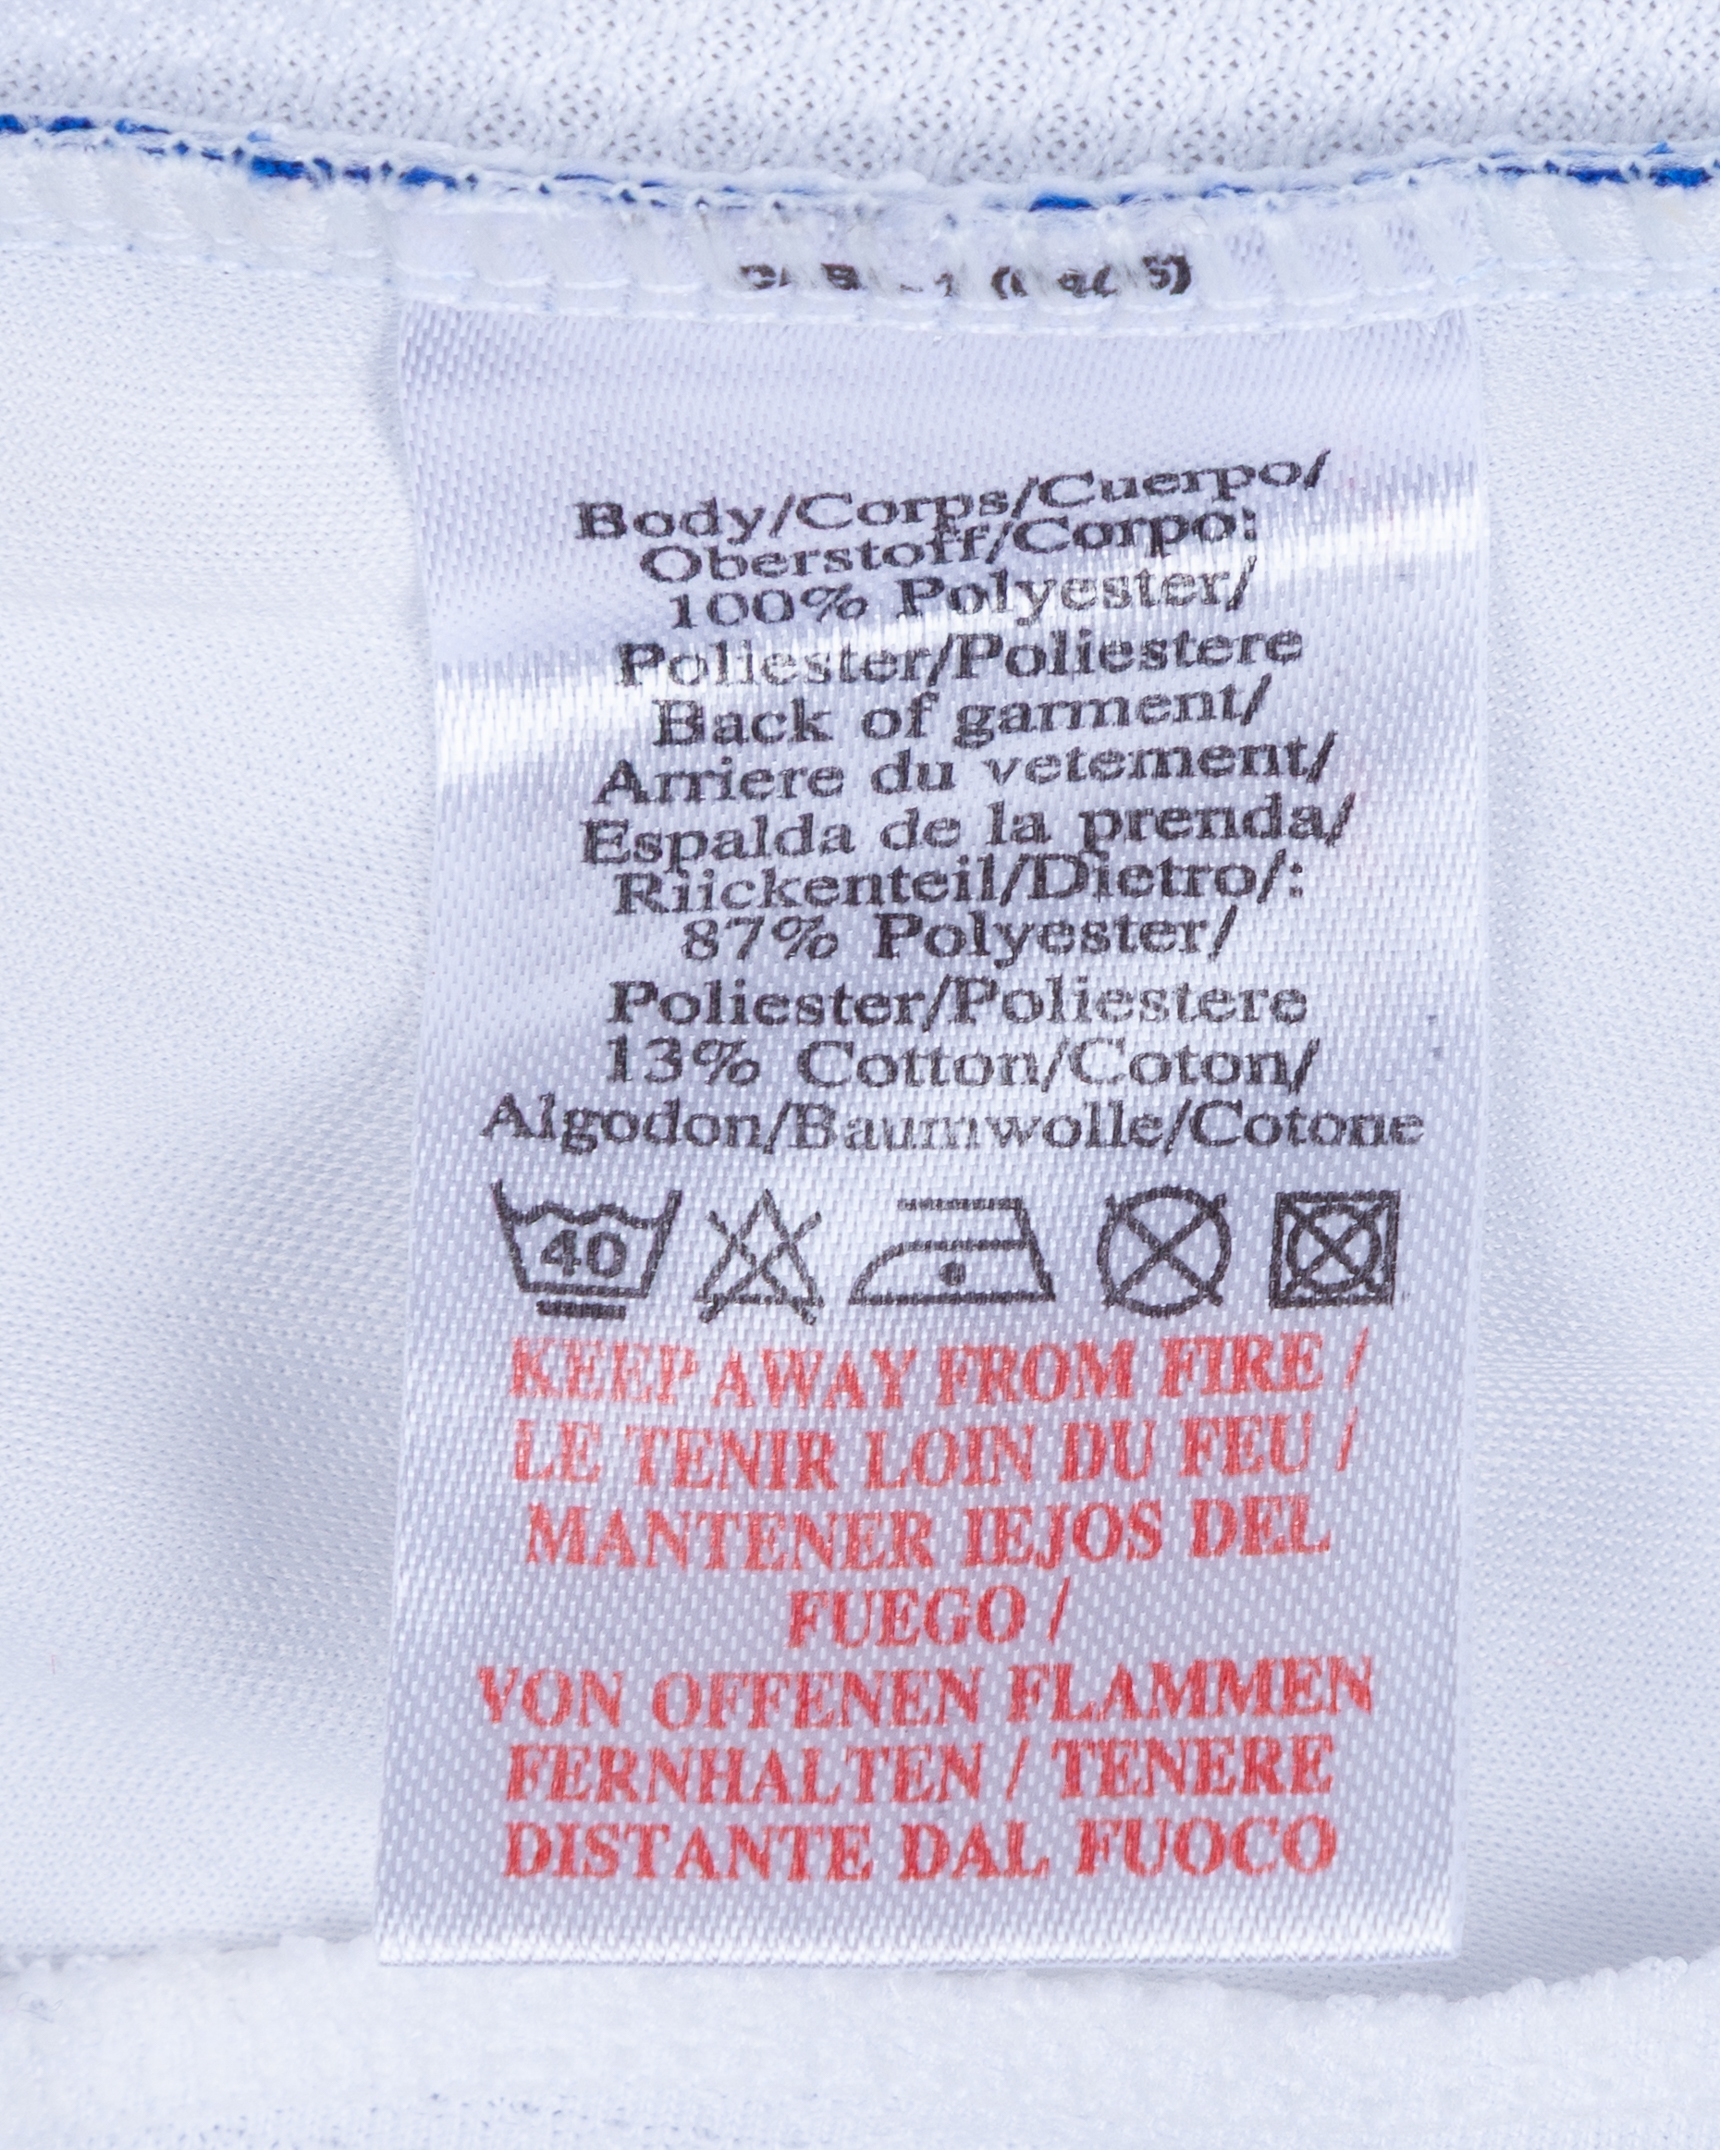 Body/Corps/Cuerpo/
Oberstoff/Corpo:
100% Polyester/
Poliester/Poliestere
Back of garment/
Arriere du vetement/
Espalda de la prenda/
Riickenteil/Dietro/:
87% Polyester/
Poliester/Poliestere
13% Cotton/Coton/
Algodon/Baumwolle/Cotone
40
KEEP AWAY FROM FIRE /
LE TENIR LOIN DU FEU /
MANTENER IEJOS DEL
FUEGO /
VON OFFENEN FLAMMEN
FERNHALTEN / TENERE
DISTANTE DAL FUOCO